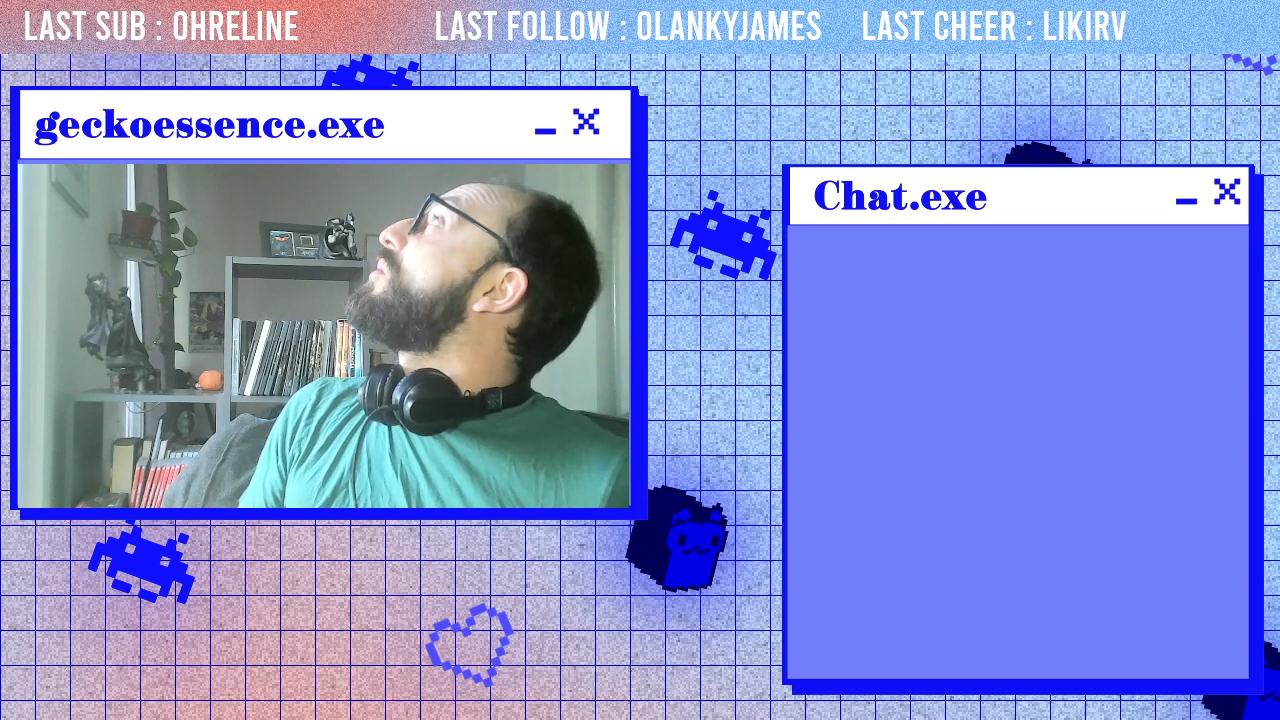 LAST SUB : OHRELINE LAST FOLLOW : OLANKYJAMES LAST CHEER : LIKIRV
geckoessence.exe
Chat.exe